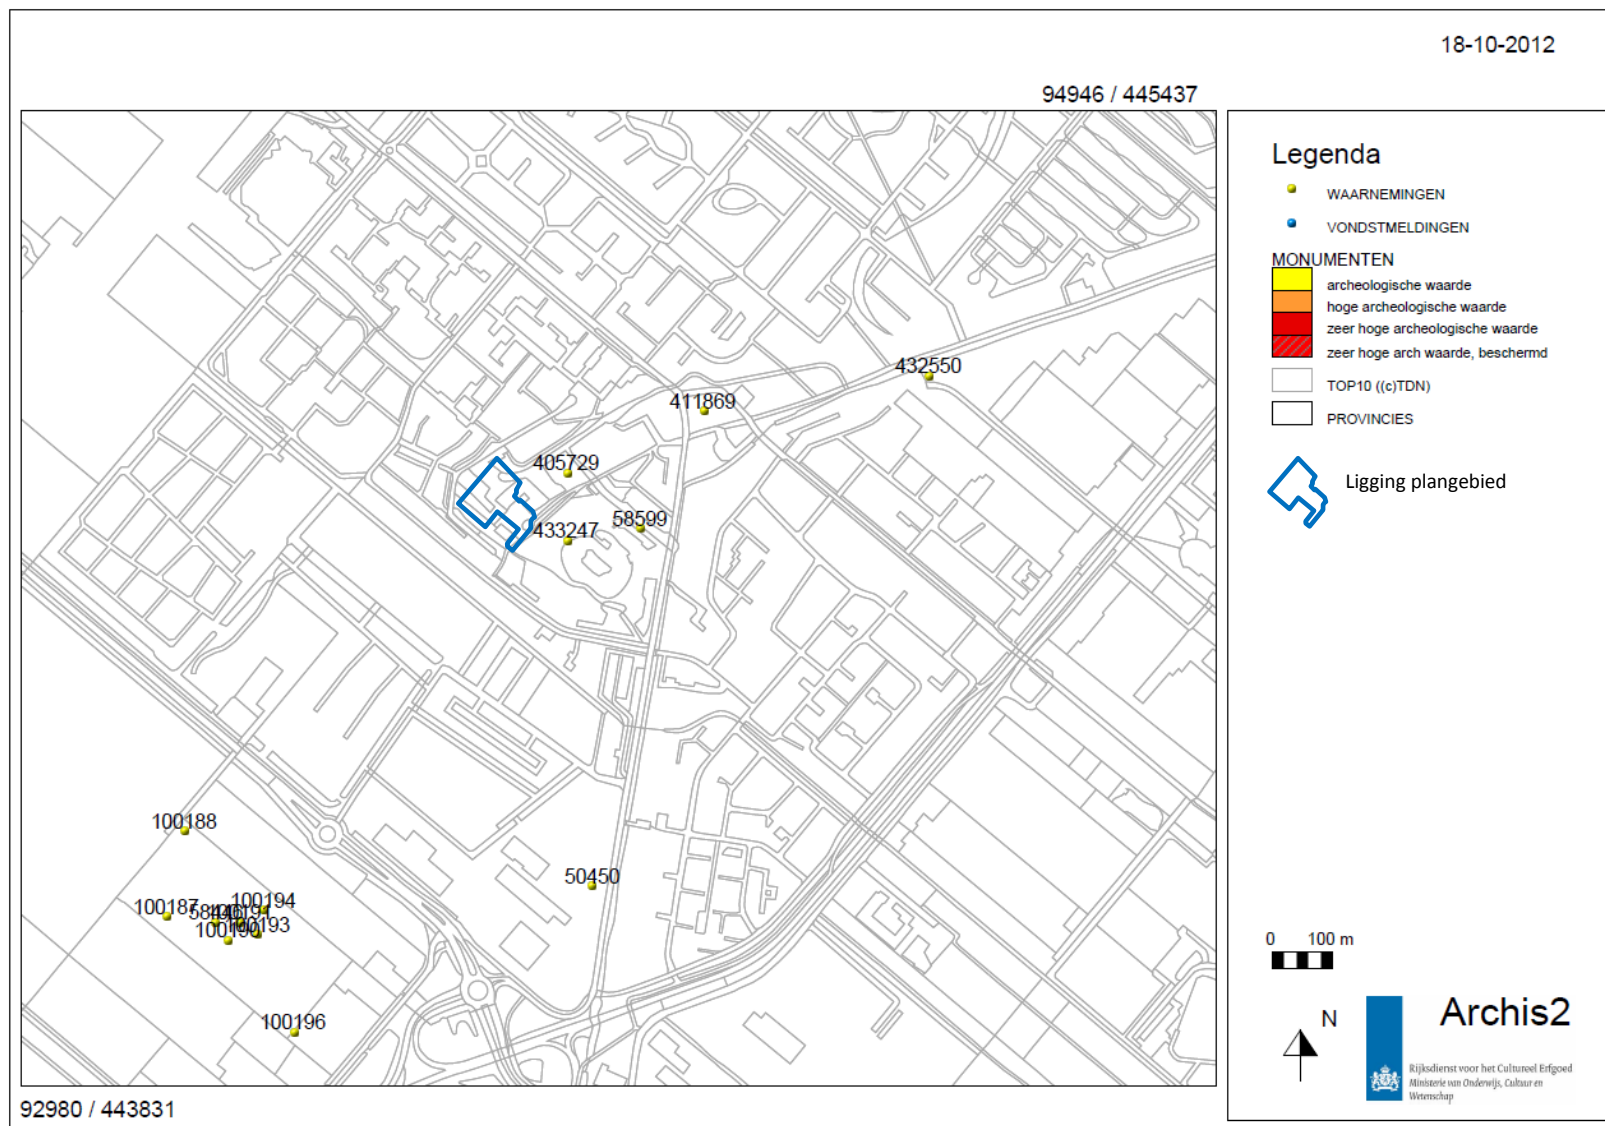 18-10-2012
94946 / 445437
Legenda
WAARNEMINGEN
VONDSTMELDINGEN
MONUMENTEN
archeologische waarde
hoge archeologische waarde
zeer hoge archeologische waarde
zeer hoge arch waarde, beschermd
TOP10 ((c)TDN)
PROVINCIES
Ligging plangebied
432550
411869
405729
58599
433247
100188
50450
100194
100187
100193
100190
100196
0 100 m
N
Archis2
Rijksdienst voor het Cultureel Erfgoed
Ministerie van Onderwijs, Cultuur en
Wetenschap
92980 / 443831